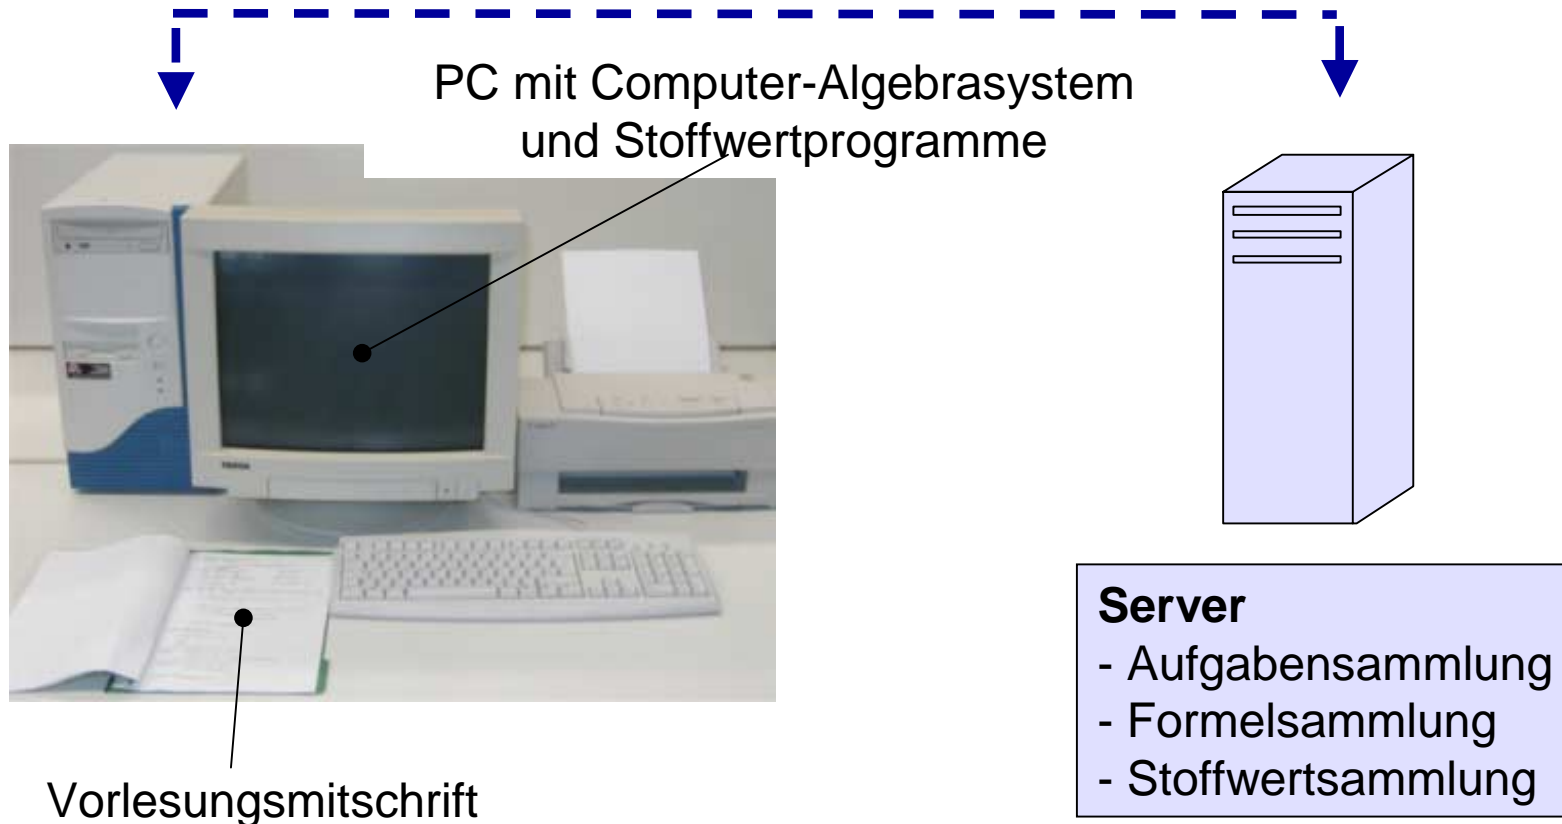 PC mit Computer-Algebrasystem
und Stoffwertprogramme
Server
- Aufgabensammlung
- Formelsammlung
- Stoffwertsammlung
Vorlesungsmitschrift